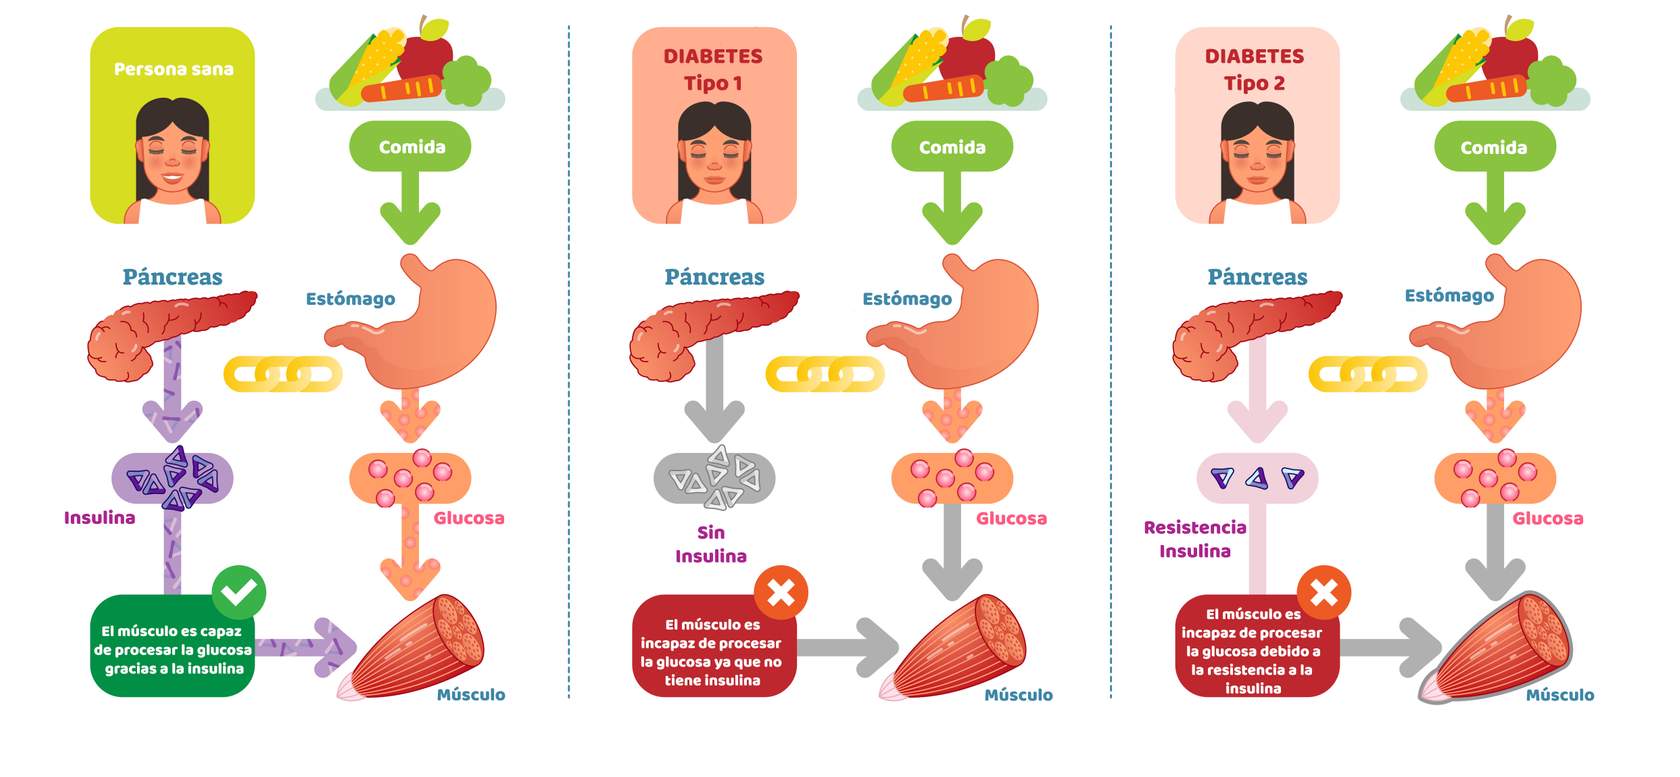 Persona sana
Comida
Páncreas
Estómago
Insulina
Glucosa
El músculo es capaz
de procesar la glucosa
gracias a la insulina
Músculo
DIABETES
Tipo 1
Comida
Páncreas
Estómago
Sin
Insulina
Glucosa
El músculo es
incapaz de procesar
la glucosa ya que no
tiene insulina
Músculo
DIABETES
Tipo 2
Comida
Páncreas
Estómago
Resistencia
Insulina
Glucosa
El músculo es
incapaz de procesar
la glucosa debido a
la resistencia a la
insulina
Músculo